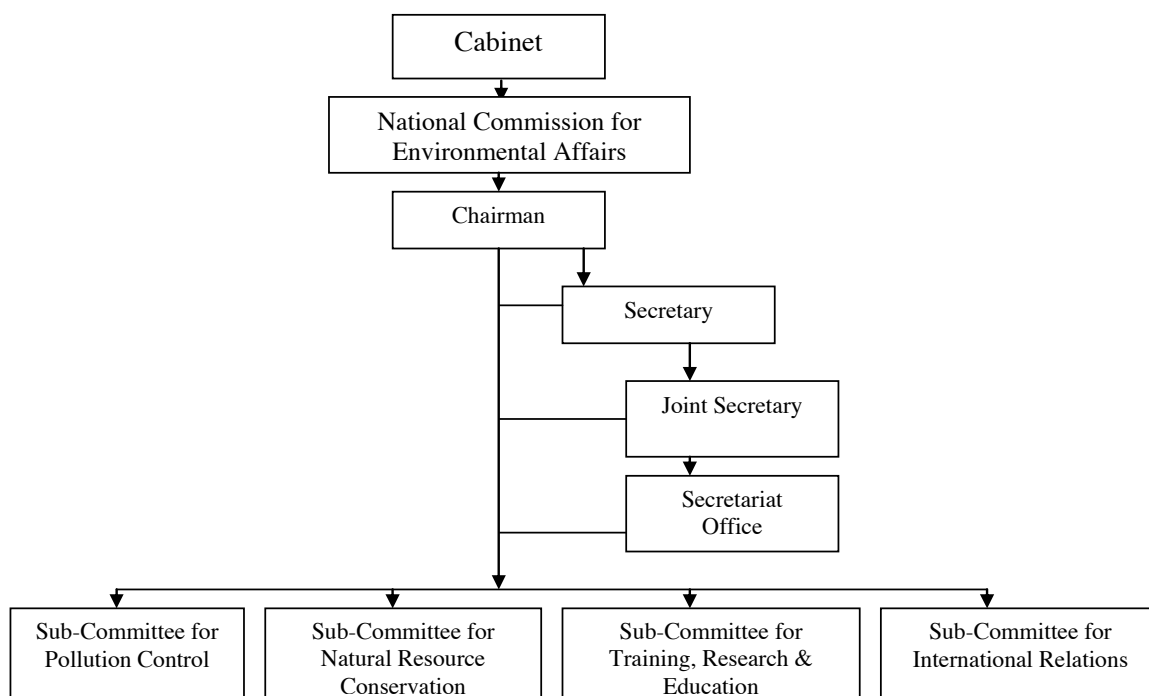 Cabinet
National Commission for
Environmental Affairs
Chairman
Secretary
Joint Secretary
Secretariat
Office
Sub-Committee for
Pollution Control
Sub-Committee for
Natural Resource
Conservation
Sub-Committee for
Training, Research &
Education
Sub-Committee for
International Relations